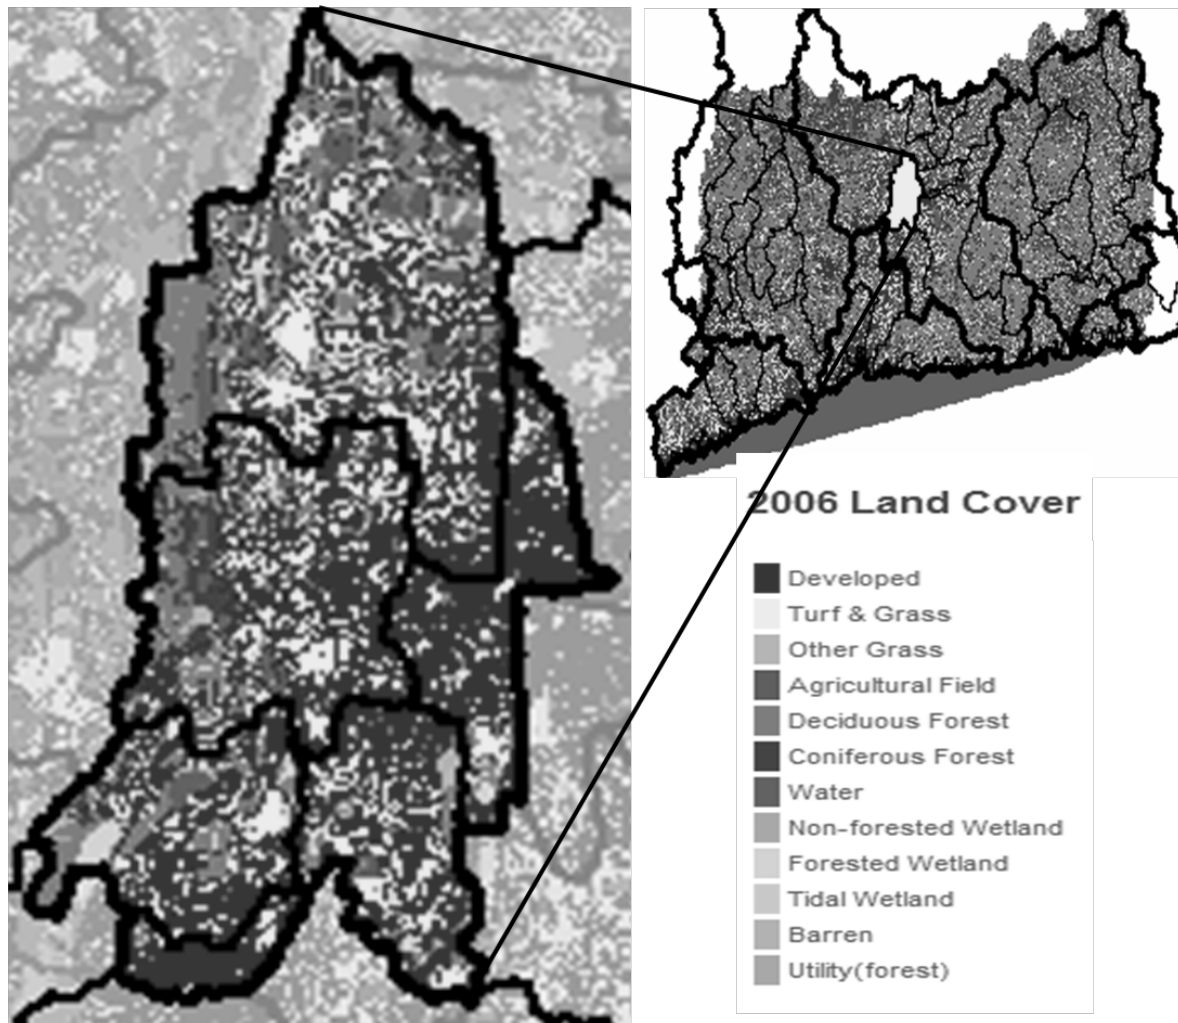 2006 Land Cover
Developed
Turf & Grass
Other Grass
Agricultural Field
Deciduous Forest
Coniferous Forest
Water
Non-forested Wetland
Forested Wetland
Tidal Wetland
Barren
Utility(forest)